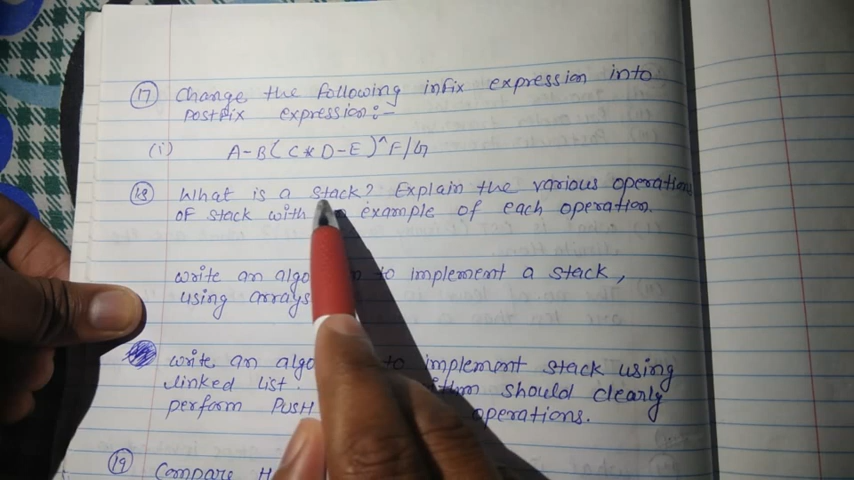 17 Change the following infix expression into
postfix expression:-
(i) A-B(C*D-E)^F/G
18 What is a stack? Explain the various operations
of stack with example of each operation.
write an to implement a stack,
using arrays
write an to implement stack using
linked list. should clearly
perform PUSH operations.
19 Compare